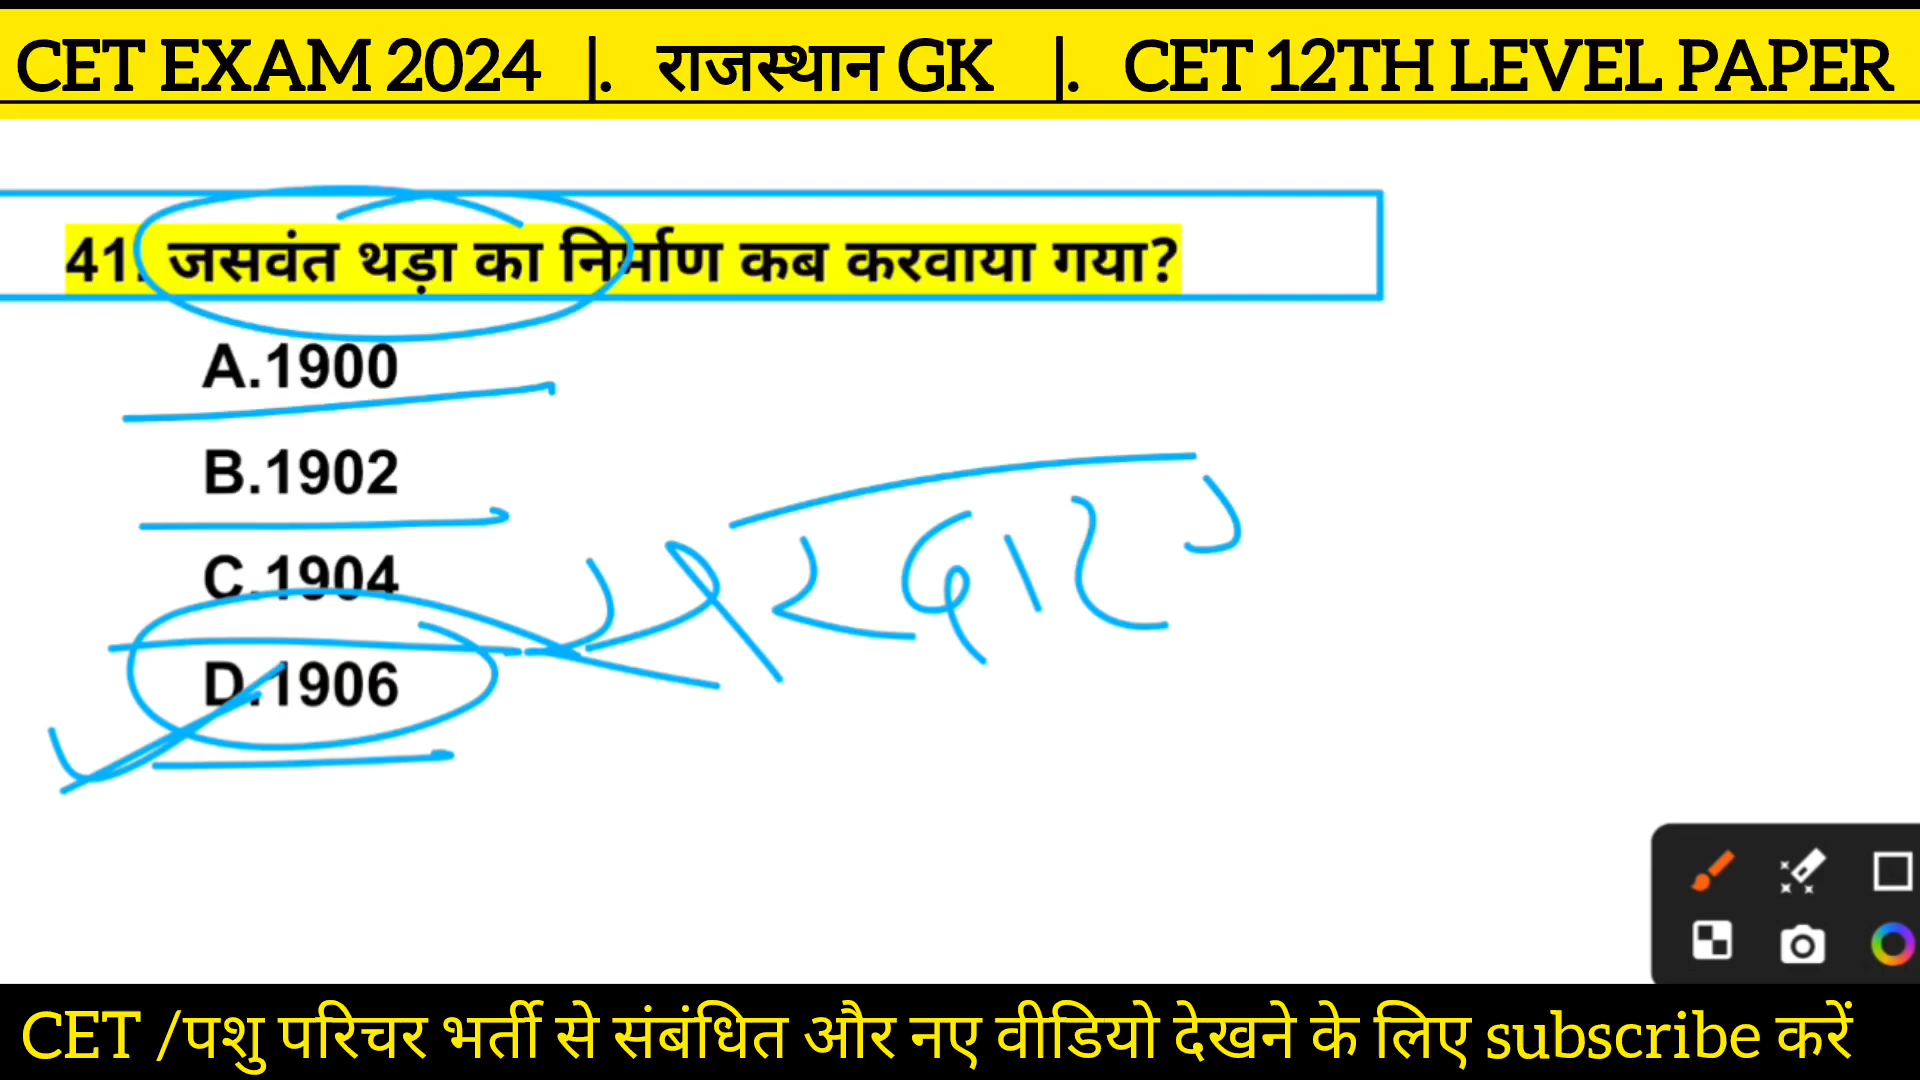 CET EXAM 2024 |. राजस्थान GK |. CET 12TH LEVEL PAPER
41. जसवंत थड़ा का निर्माण कब करवाया गया?
A.1900
B.1902
C.1904
D.1906
CET /पशु परिचर भर्ती से संबंधित और नए वीडियो देखने के लिए subscribe करें